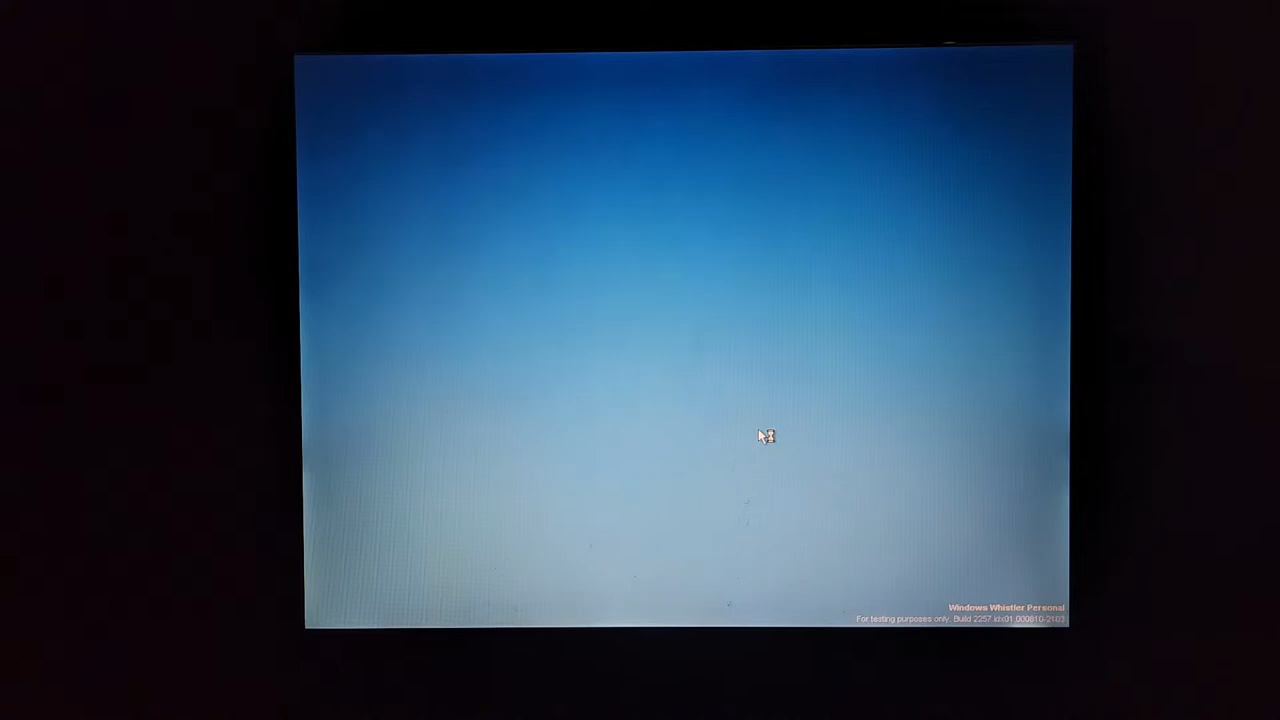 Windows Whistler Personal
For testing purposes only. Build 2257.idx01.000810-2103